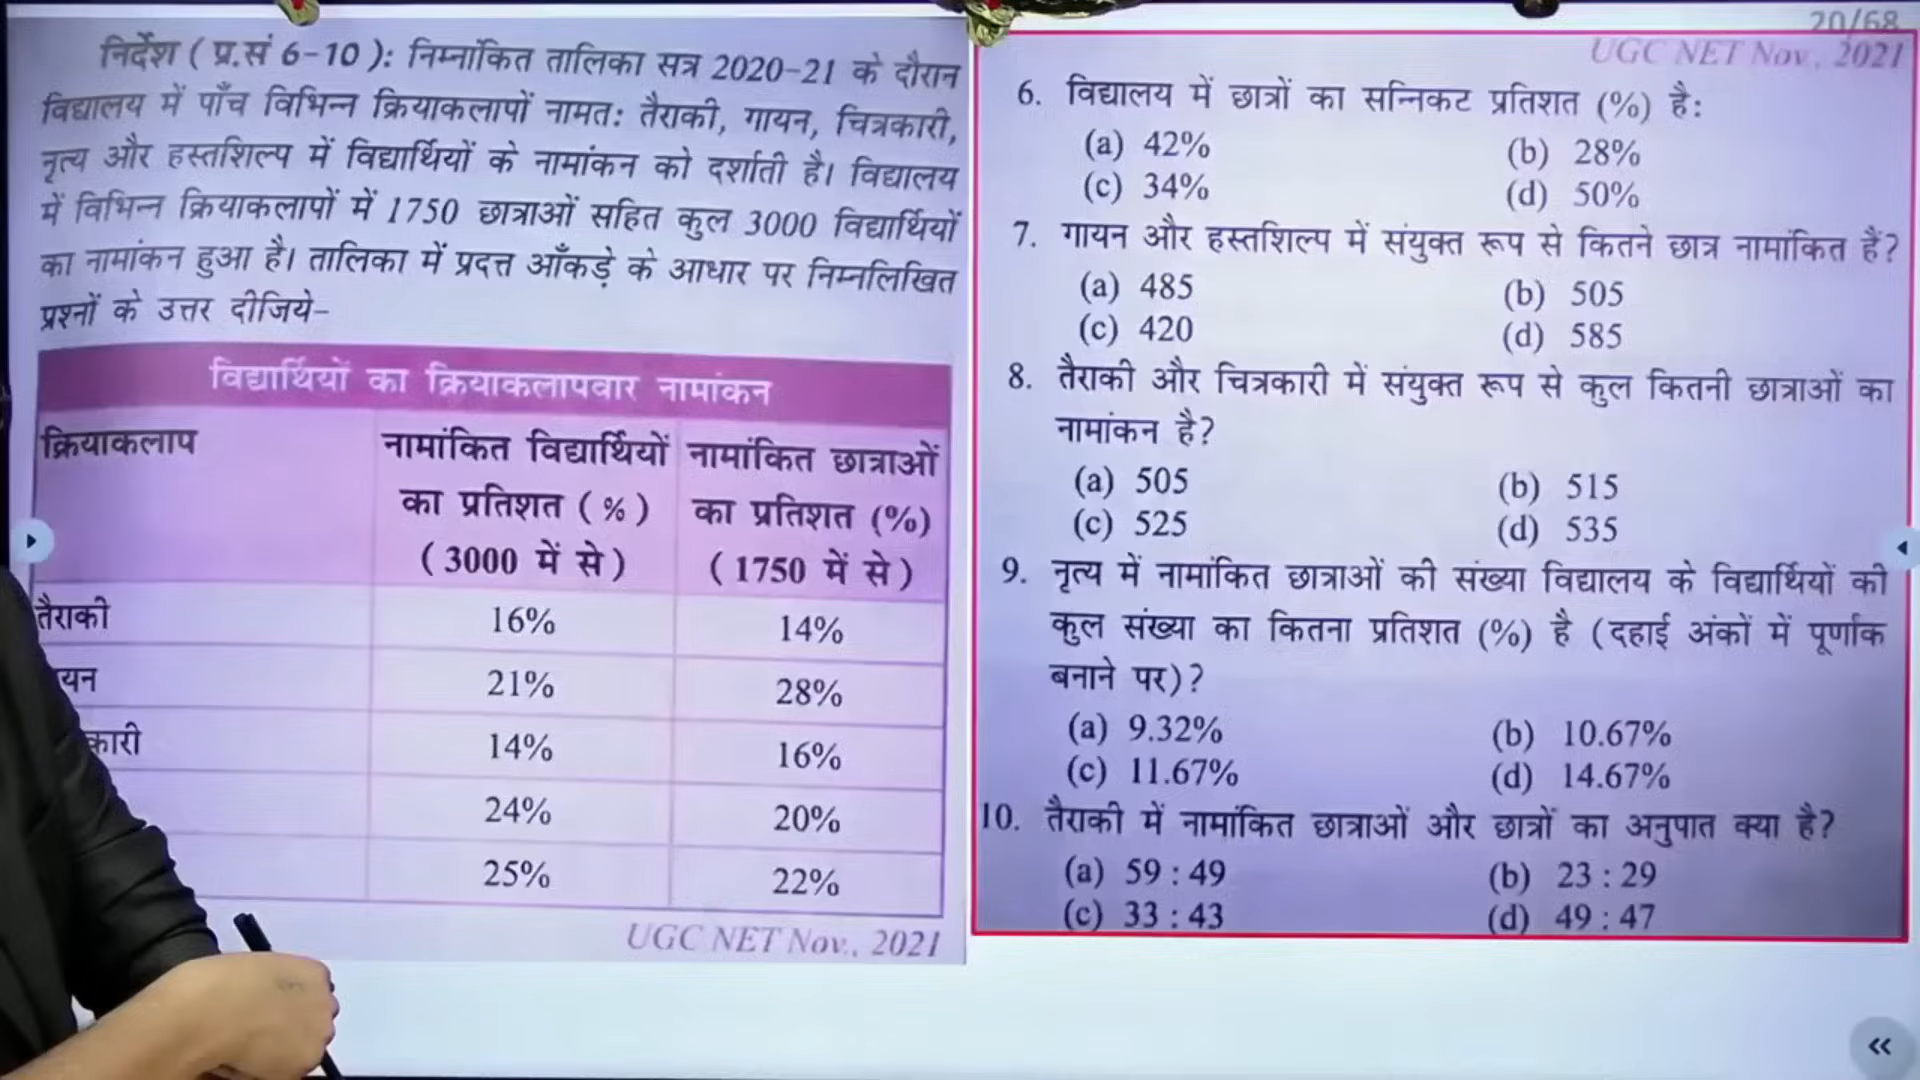 20/68
निर्देश ( प्र.सं 6-10 ): निम्नांकित तालिका सत्र 2020-21 के दौरान
विद्यालय में पाँच विभिन्न क्रियाकलापों नामतः तैराकी, गायन, चित्रकारी,
नृत्य और हस्तशिल्प में विद्यार्थियों के नामांकन को दर्शाती है। विद्यालय
में विभिन्न क्रियाकलापों में 1750 छात्राओं सहित कुल 3000 विद्यार्थियों
का नामांकन हुआ है। तालिका में प्रदत्त आँकड़े के आधार पर निम्नलिखित
प्रश्नों के उत्तर दीजिये-
विद्यार्थियों का क्रियाकलापवार नामांकन
क्रियाकलाप नामांकित विद्यार्थियों नामांकित छात्राओं
का प्रतिशत ( % ) का प्रतिशत (%)
( 3000 में से ) ( 1750 में से )
तैराकी 16% 14%
यन 21% 28%
कारी 14% 16%
24% 20%
25% 22%
UGC NET Nov., 2021
UGC NET Nov., 2021
6. विद्यालय में छात्रों का सन्निकट प्रतिशत (%) है:
(a) 42% (b) 28%
(c) 34% (d) 50%
7. गायन और हस्तशिल्प में संयुक्त रूप से कितने छात्र नामांकित हैं?
(a) 485 (b) 505
(c) 420 (d) 585
8. तैराकी और चित्रकारी में संयुक्त रूप से कुल कितनी छात्राओं का
नामांकन है?
(a) 505 (b) 515
(c) 525 (d) 535
9. नृत्य में नामांकित छात्राओं की संख्या विद्यालय के विद्यार्थियों की
कुल संख्या का कितना प्रतिशत (%) है (दहाई अंकों में पूर्णांक
बनाने पर)?
(a) 9.32% (b) 10.67%
(c) 11.67% (d) 14.67%
10. तैराकी में नामांकित छात्राओं और छात्रों का अनुपात क्या है?
(a) 59 : 49 (b) 23 : 29
(c) 33 : 43 (d) 49 : 47